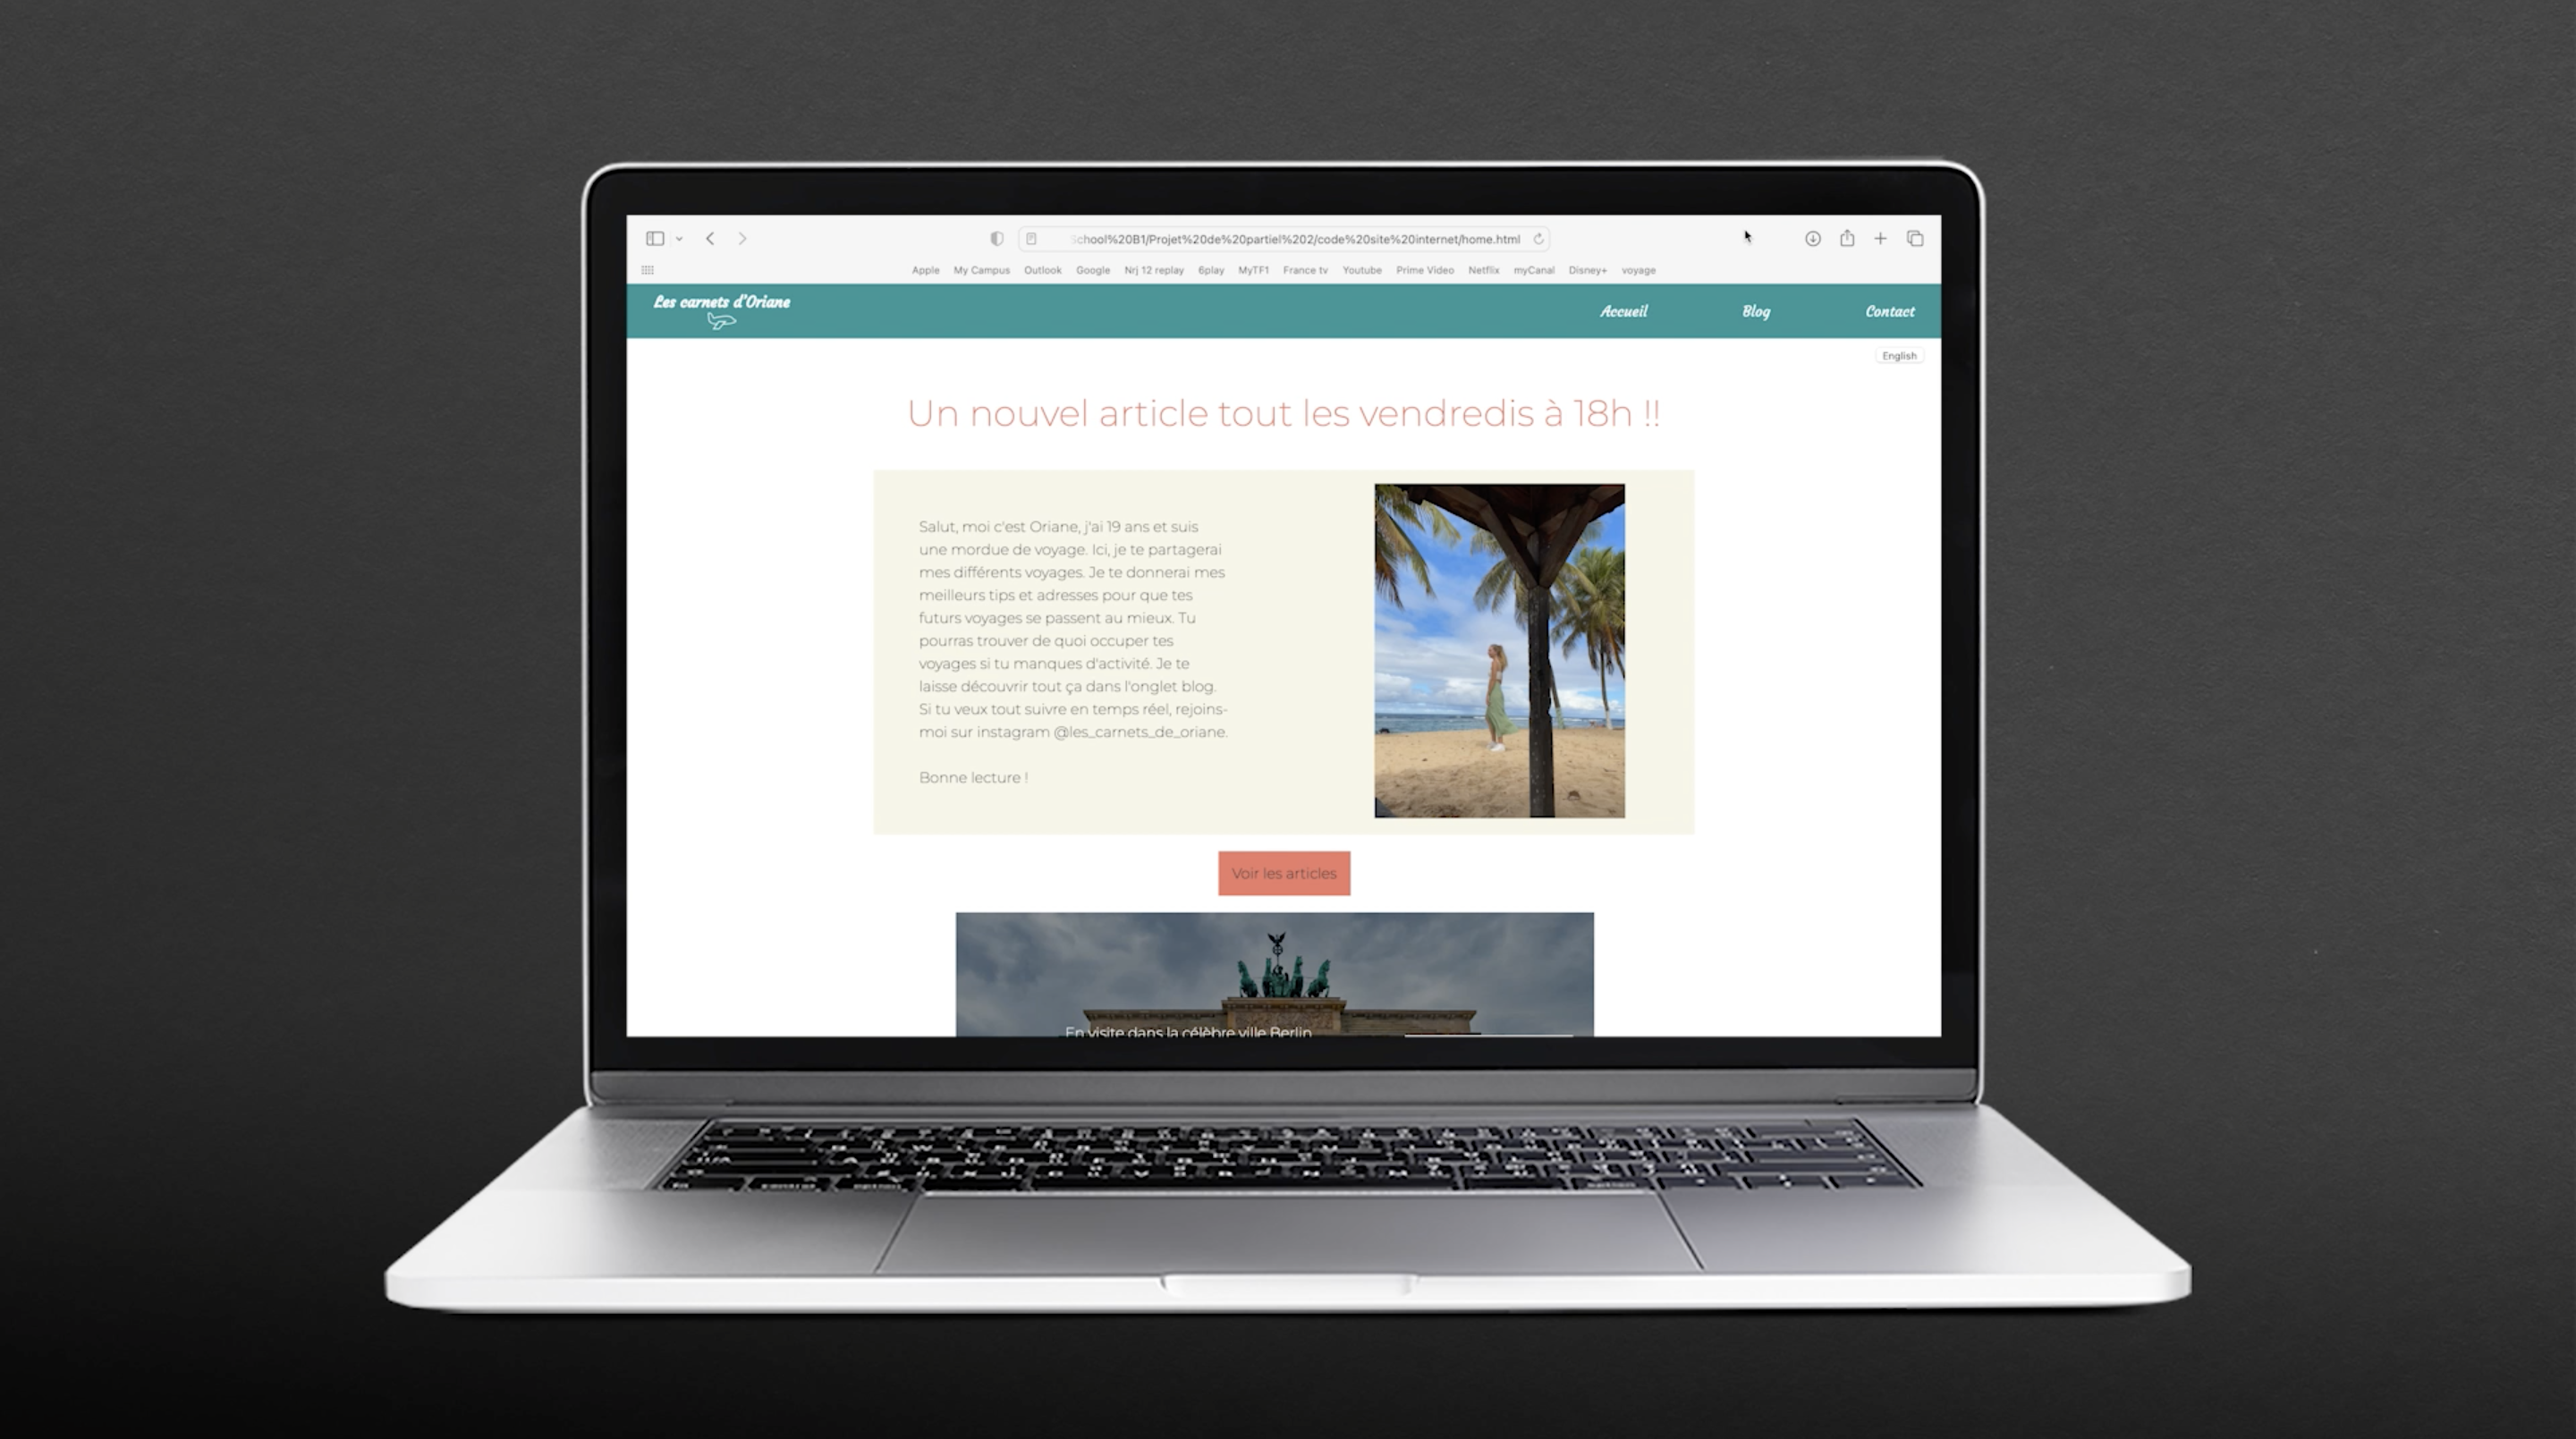 chool%20B1/Projet%20de%20partiel%202/code%20site%20internet/home.html
Apple My Campus Outlook Google Nrj 12 replay 6play MyTF1 France tv Youtube Prime Video Netflix myCanal Disney+ voyage
Les carnets d'Oriane
Accueil Blog Contact
English
Un nouvel article tout les vendredis à 18h !!
Salut, moi c'est Oriane, j'ai 19 ans et suis
une mordue de voyage. Ici, je te partagerai
mes différents voyages. Je te donnerai mes
meilleurs tips et adresses pour que tes
futurs voyages se passent au mieux. Tu
pourras trouver de quoi occuper tes
voyages si tu manques d'activité. Je te
laisse découvrir tout ça dans l'onglet blog.
Si tu veux tout suivre en temps réel, rejoins-
moi sur instagram @les_carnets_de_oriane.
Bonne lecture !
Voir les articles
En visite dans la célèbre ville Berlin